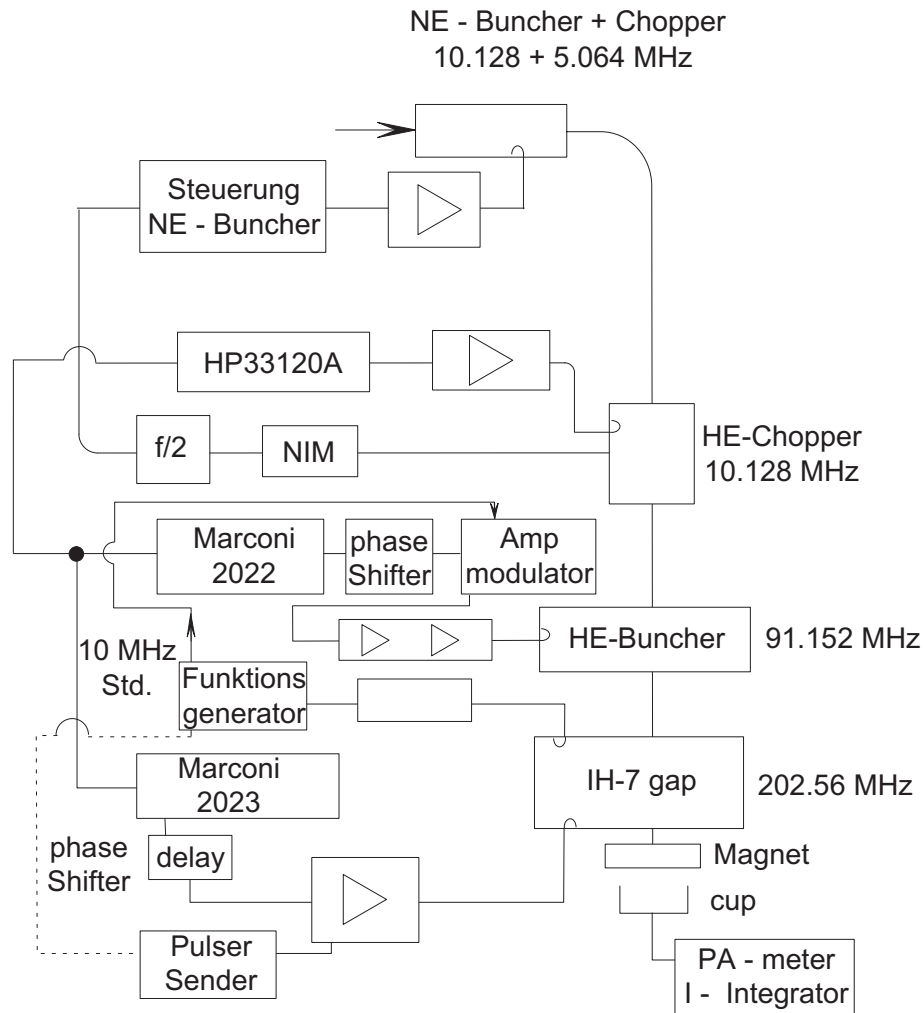 NE - Buncher + Chopper
10.128 + 5.064 MHz
Steuerung
NE - Buncher
HP33120A
f/2
NIM
HE-Chopper
10.128 MHz
Marconi
2022
phase
Shifter
Amp
modulator
HE-Buncher
91.152 MHz
10 MHz
Std.
Funktions
generator
IH-7 gap
202.56 MHz
Marconi
2023
phase
Shifter
delay
Magnet
cup
Pulser
Sender
PA - meter
I - Integrator